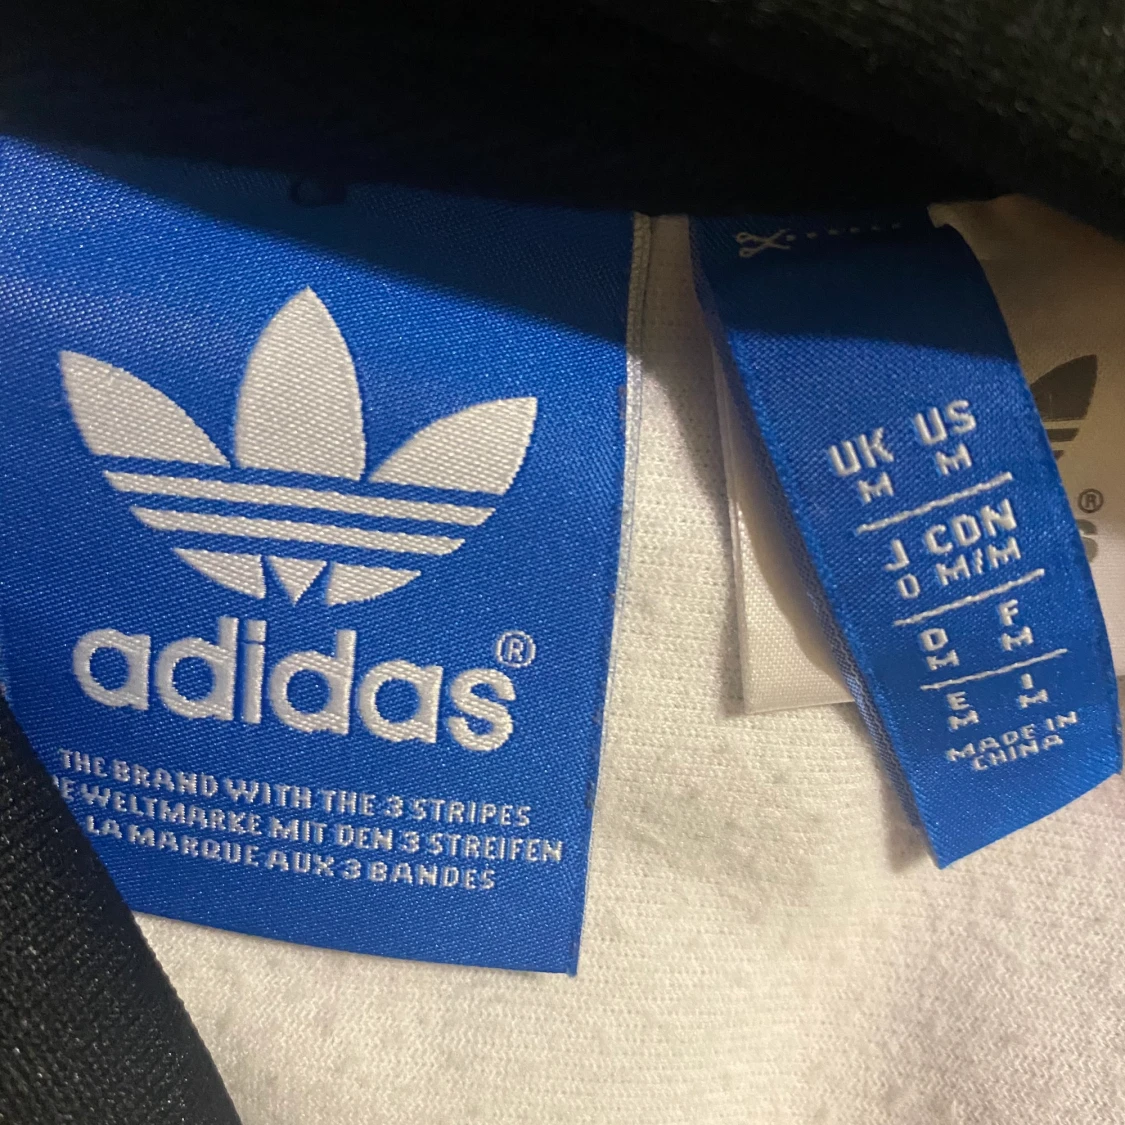 adidas®
THE BRAND WITH THE 3 STRIPES
WELTMARKE MIT DEN 3 STREIFEN
LA MARQUE AUX 3 BANDES
UK US
M M
J CDN
O M/M
D F
M M
E I
M M
MADE IN
CHINA
®